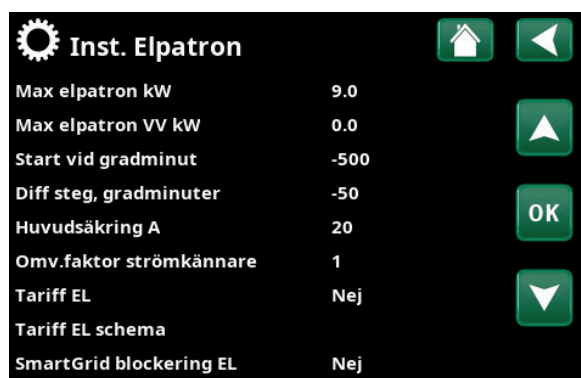 Inst. Elpatron
Max elpatron kW 9.0
Max elpatron VV kW 0.0
Start vid gradminut -500
Diff steg, gradminuter -50
Huvudsäkring A 20
Omv.faktor strömkännare 1
Tariff EL Nej
Tariff EL schema
SmartGrid blockering EL Nej
OK